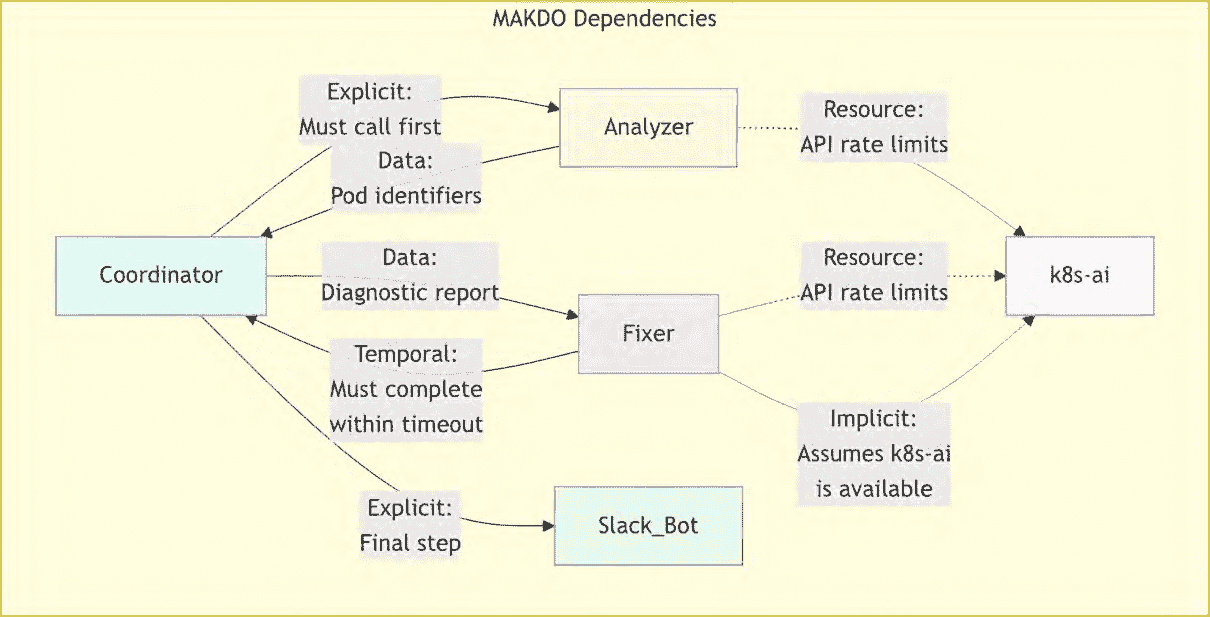 MAKDO Dependencies
Explicit:
Must call first
Analyzer
Resource:
API rate limits
Data:
Pod identifiers
Coordinator
Data:
Diagnostic report
Resource:
API rate limits
k8s-ai
Fixer
Temporal:
Must complete
within timeout
Implicit:
Assumes k8s-ai
is available
Explicit:
Final step
Slack_Bot